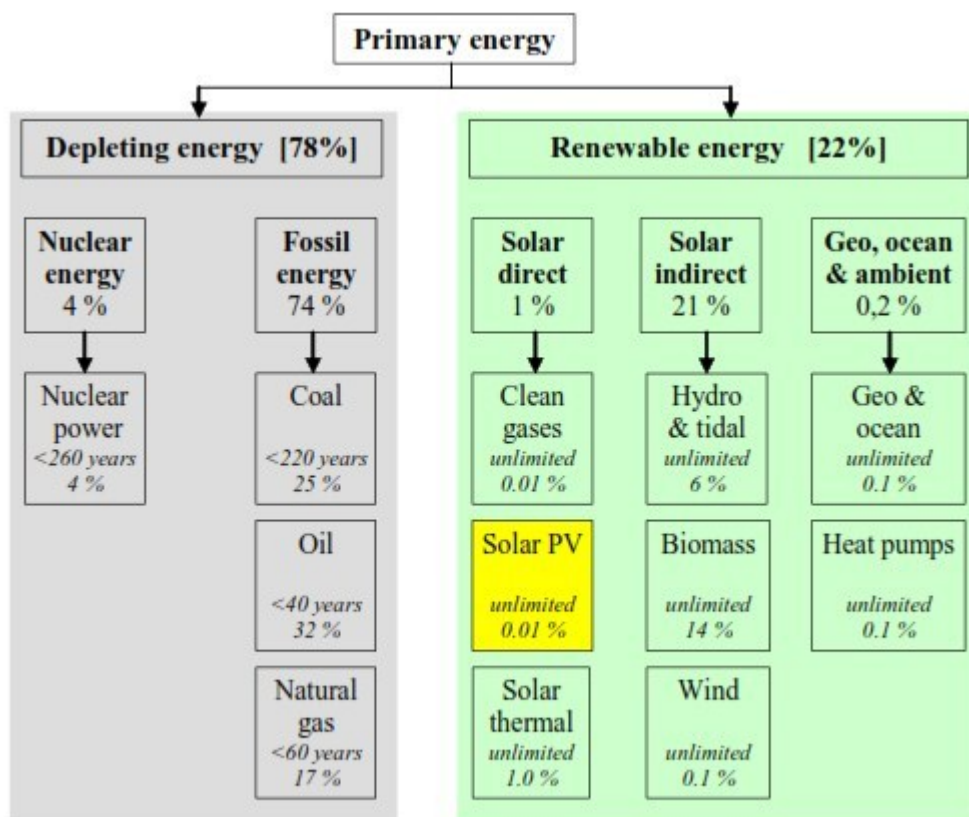 Primary energy
Depleting energy [78%]
Renewable energy [22%]
Nuclear
energy
4 %
Fossil
energy
74 %
Solar
direct
1 %
Solar
indirect
21 %
Geo, ocean
& ambient
0,2 %
Nuclear
power
<260 years
4 %
Coal
<220 years
25 %
Clean
gases
unlimited
0.01 %
Hydro
& tidal
unlimited
6 %
Geo &
ocean
unlimited
0.1 %
Oil
<40 years
32 %
Solar PV
unlimited
0.01 %
Biomass
unlimited
14 %
Heat pumps
unlimited
0.1 %
Natural
gas
<60 years
17 %
Solar
thermal
unlimited
1.0 %
Wind
unlimited
0.1 %